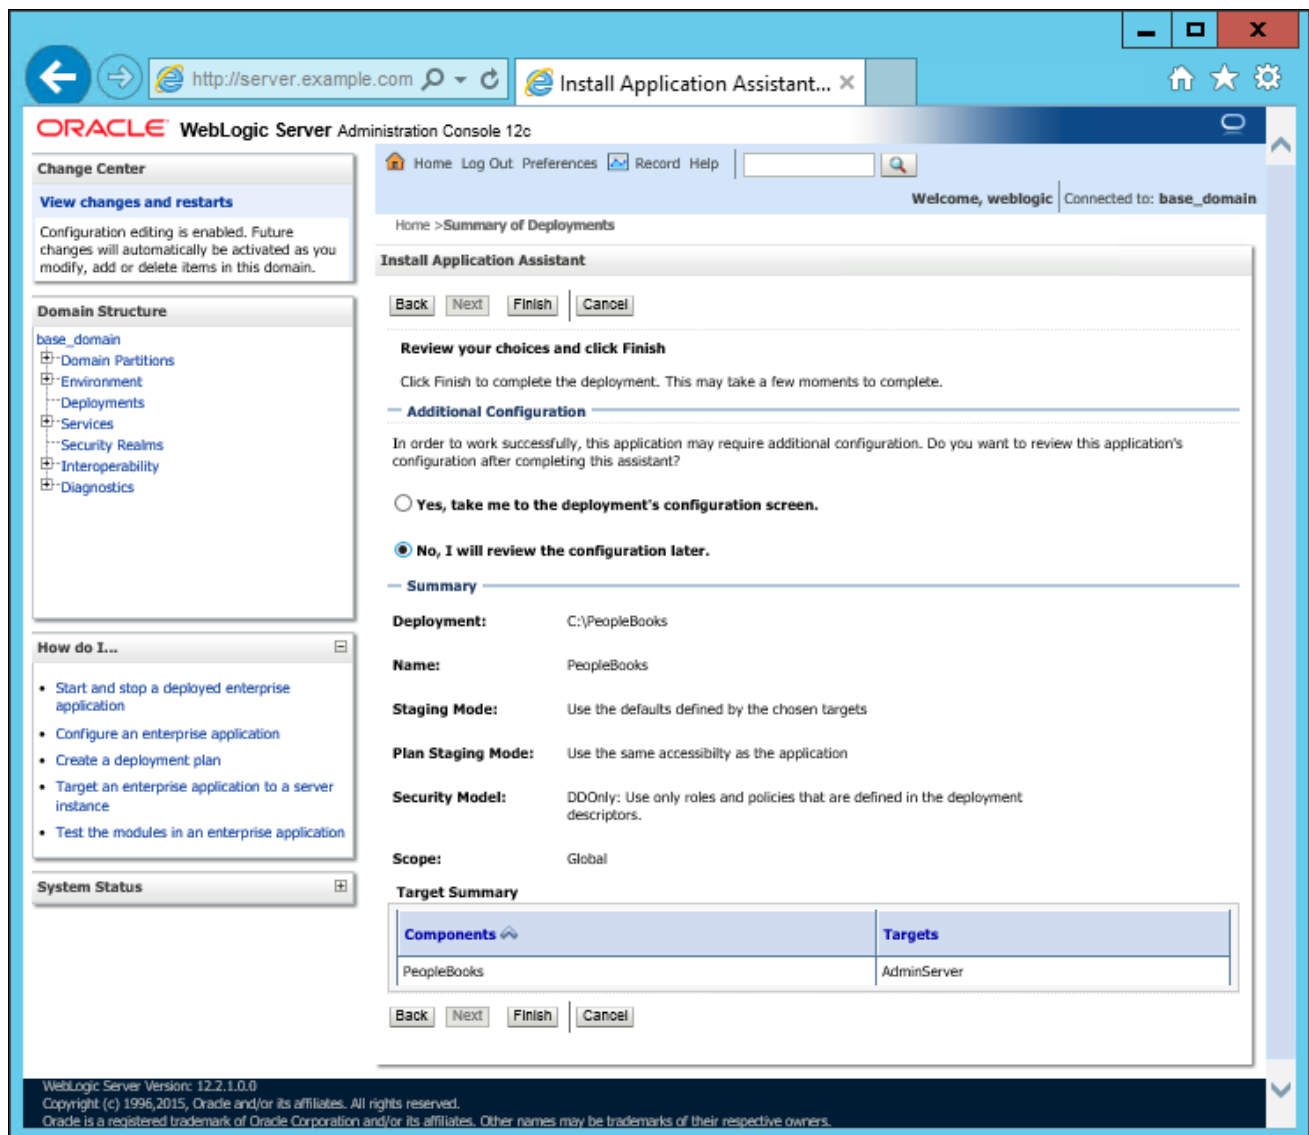 http://server.example.com
Install Application Assistant...
ORACLE WebLogic Server Administration Console 12c
Change Center
View changes and restarts
Configuration editing is enabled. Future
changes will automatically be activated as you
modify, add or delete items in this domain.
Domain Structure
base_domain
Domain Partitions
Environment
Deployments
Services
Security Realms
Interoperability
Diagnostics
How do I...
Start and stop a deployed enterprise
application
Configure an enterprise application
Create a deployment plan
Target an enterprise application to a server
instance
Test the modules in an enterprise application
System Status
Home Log Out Preferences Record Help
Welcome, weblogic Connected to: base_domain
Home >Summary of Deployments
Install Application Assistant
Back Next Finish Cancel
Review your choices and click Finish
Click Finish to complete the deployment. This may take a few moments to complete.
Additional Configuration
In order to work successfully, this application may require additional configuration. Do you want to review this application's
configuration after completing this assistant?
Yes, take me to the deployment's configuration screen.
No, I will review the configuration later.
Summary
Deployment: C:\PeopleBooks
Name: PeopleBooks
Staging Mode: Use the defaults defined by the chosen targets
Plan Staging Mode: Use the same accessibilty as the application
Security Model: DDOnly: Use only roles and policies that are defined in the deployment
descriptors.
Scope: Global
Target Summary
Components Targets
PeopleBooks AdminServer
Back Next Finish Cancel
WebLogic Server Version: 12.2.1.0.0
Copyright (c) 1996,2015, Oracle and/or its affiliates. All rights reserved.
Oracle is a registered trademark of Oracle Corporation and/or its affiliates. Other names may be trademarks of their respective owners.